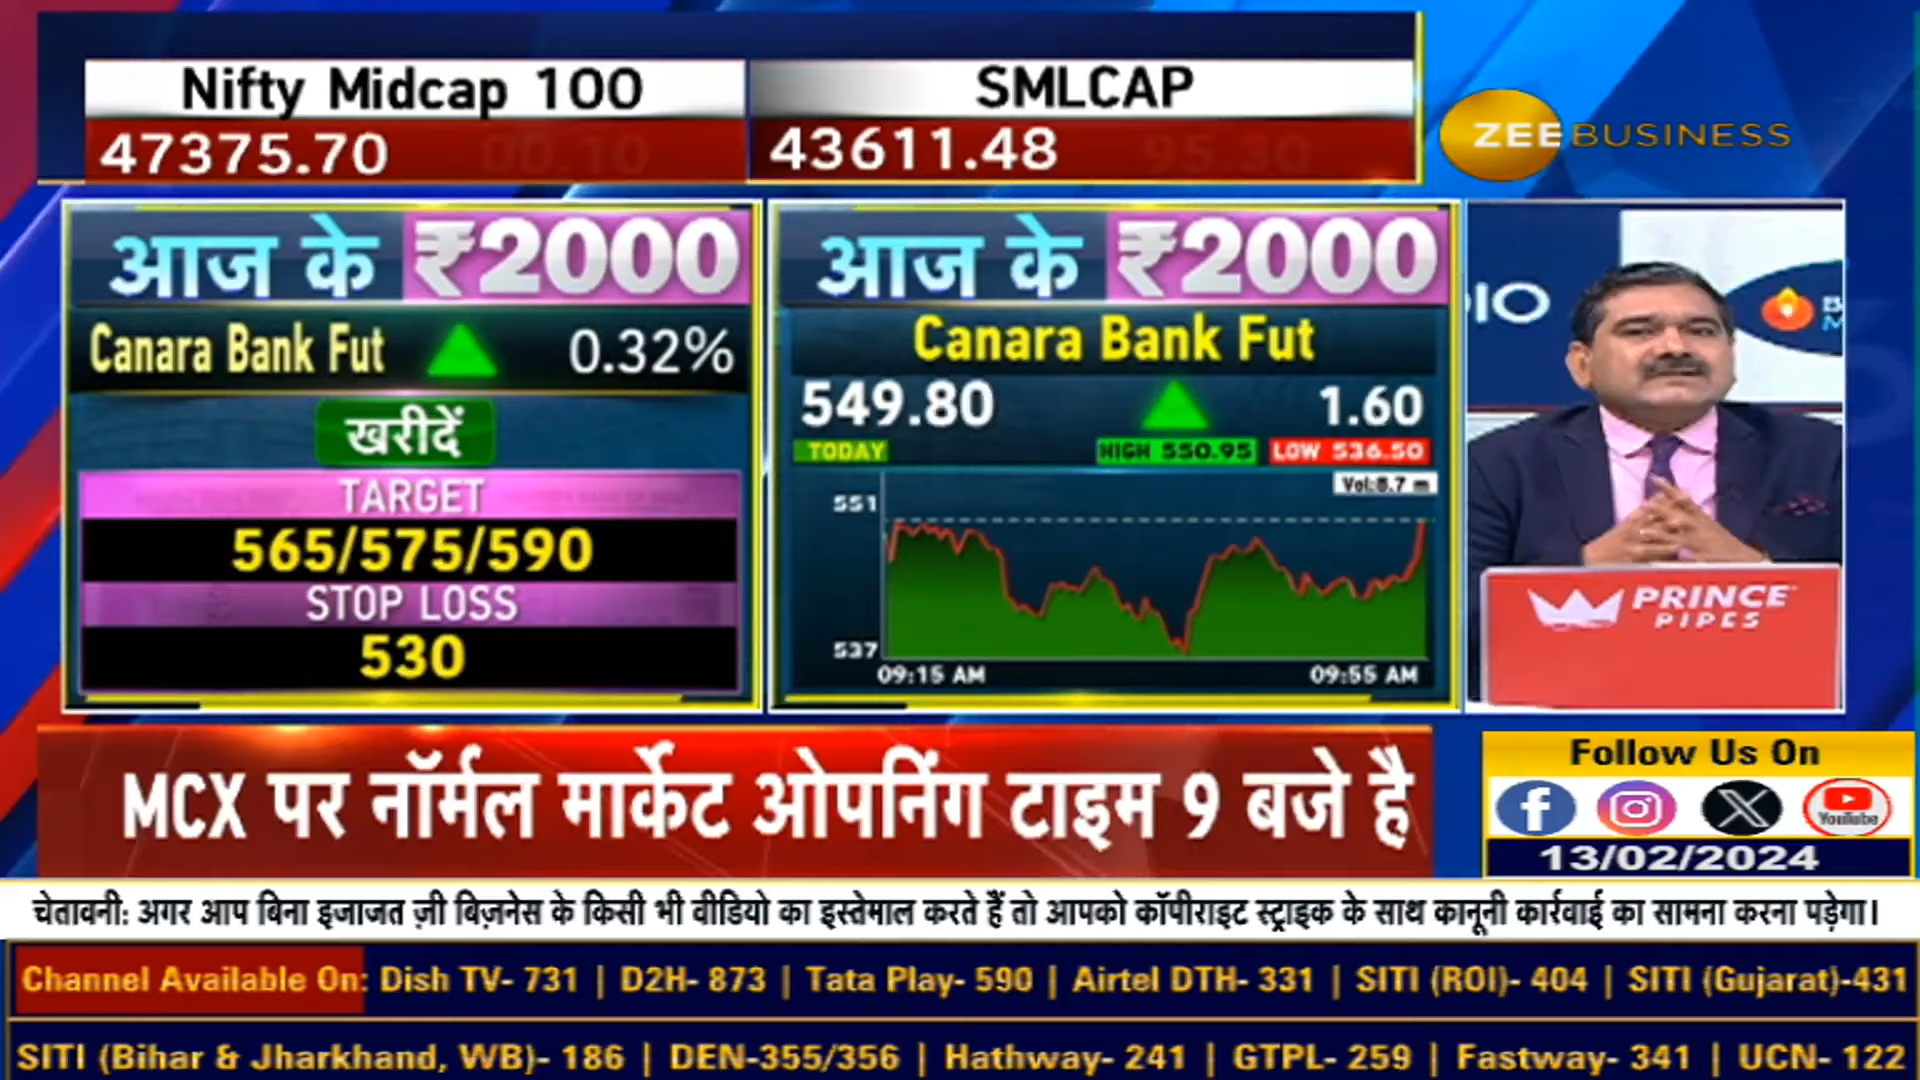 Nifty Midcap 100
47375.70
SMLCAP
43611.48
ZEEBUSINESS
आज के ₹2000
Canara Bank Fut 0.32%
खरीदें
TARGET
565/575/590
STOP LOSS
530
आज के ₹2000
Canara Bank Fut
549.80 1.60
TODAY HIGH 550.95 LOW 536.50
Vol:8.7 m
551
537
09:15 AM 09:55 AM
PRINCE
PIPES
MCX पर नॉर्मल मार्केट ओपनिंग टाइम 9 बजे है
Follow Us On
YouTube
13/02/2024
चेतावनी: अगर आप बिना इजाजत ज़ी बिज़नेस के किसी भी वीडियो का इस्तेमाल करते हैं तो आपको कॉपीराइट स्ट्राइक के साथ कानूनी कार्रवाई का सामना करना पड़ेगा।
Channel Available On: Dish TV- 731 | D2H- 873 | Tata Play- 590 | Airtel DTH- 331 | SITI (ROI)- 404 | SITI (Gujarat)-431
SITI (Bihar & Jharkhand, WB)- 186 | DEN-355/356 | Hathway- 241 | GTPL- 259 | Fastway- 341 | UCN- 122